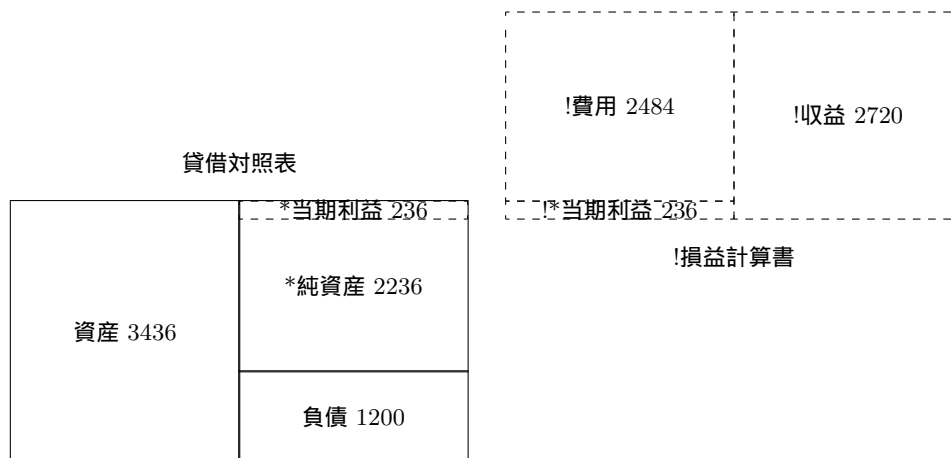 !費用 2484
!収益 2720
貸借対照表
*当期利益 236
!*当期利益 236
!損益計算書
*純資産 2236
資産 3436
負債 1200